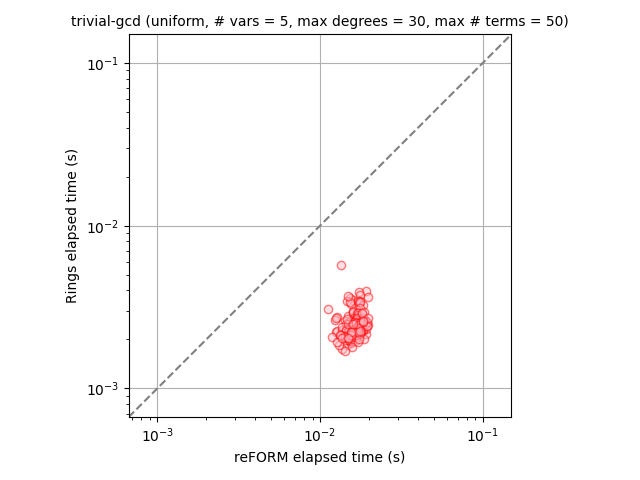 trivial-gcd (uniform, # vars = 5, max degrees = 30, max # terms = 50)
Rings elapsed time (s)
10⁻¹
10⁻²
10⁻³
10⁻³ 10⁻² 10⁻¹
reFORM elapsed time (s)